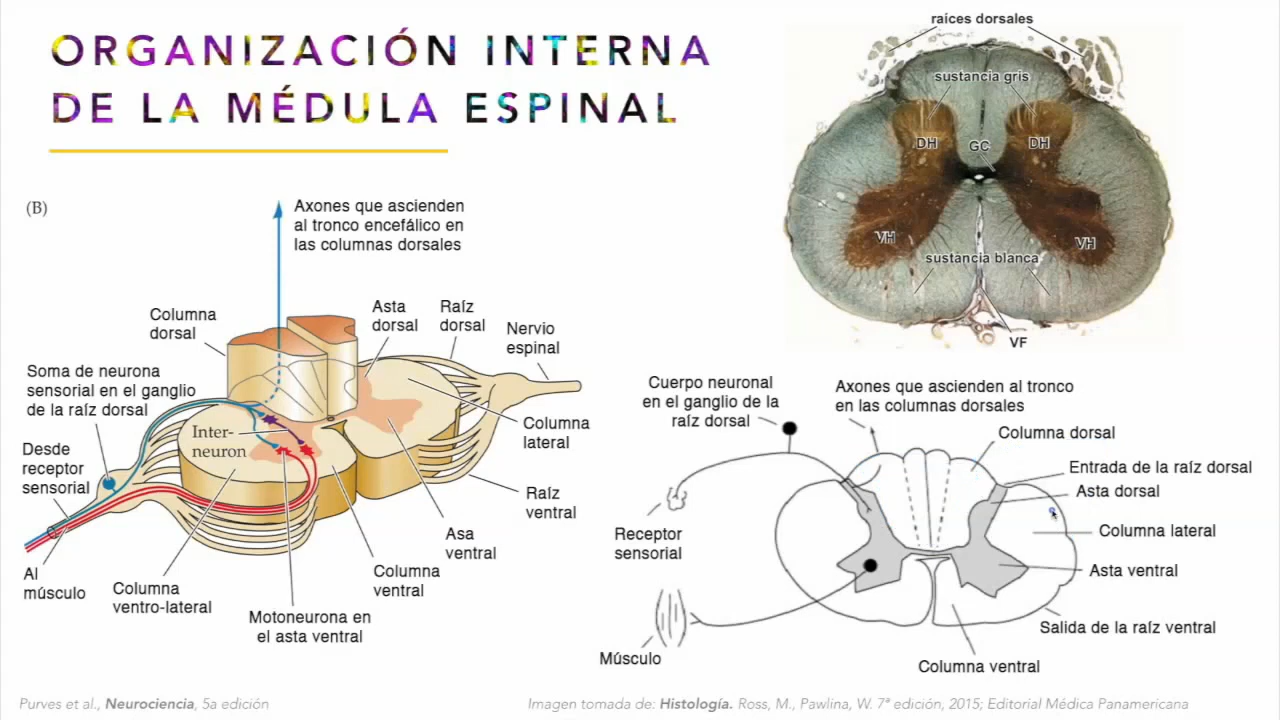 ORGANIZACIÓN INTERNA
DE LA MÉDULA ESPINAL
(B)
Axones que ascienden
al tronco encefálico en
las columnas dorsales
Columna
dorsal
Asta
dorsal
Raíz
dorsal
Nervio
espinal
Soma de neurona
sensorial en el ganglio
de la raíz dorsal
Inter-
neuron
Columna
lateral
Desde
receptor
sensorial
Raíz
ventral
Asa
ventral
Al
músculo
Columna
ventro-lateral
Columna
ventral
Motoneurona en
el asta ventral
raíces dorsales
sustancia gris
DH
GC
DH
VH
VH
sustancia blanca
VF
Cuerpo neuronal
en el ganglio de la
raíz dorsal
Axones que ascienden al tronco
en las columnas dorsales
Columna dorsal
Entrada de la raíz dorsal
Asta dorsal
Receptor
sensorial
Columna lateral
Asta ventral
Salida de la raíz ventral
Músculo
Columna ventral
Purves et al., Neurociencia, 5a edición
Imagen tomada de: Histología. Ross, M., Pawlina, W. 7ª edición, 2015; Editorial Médica Panamericana